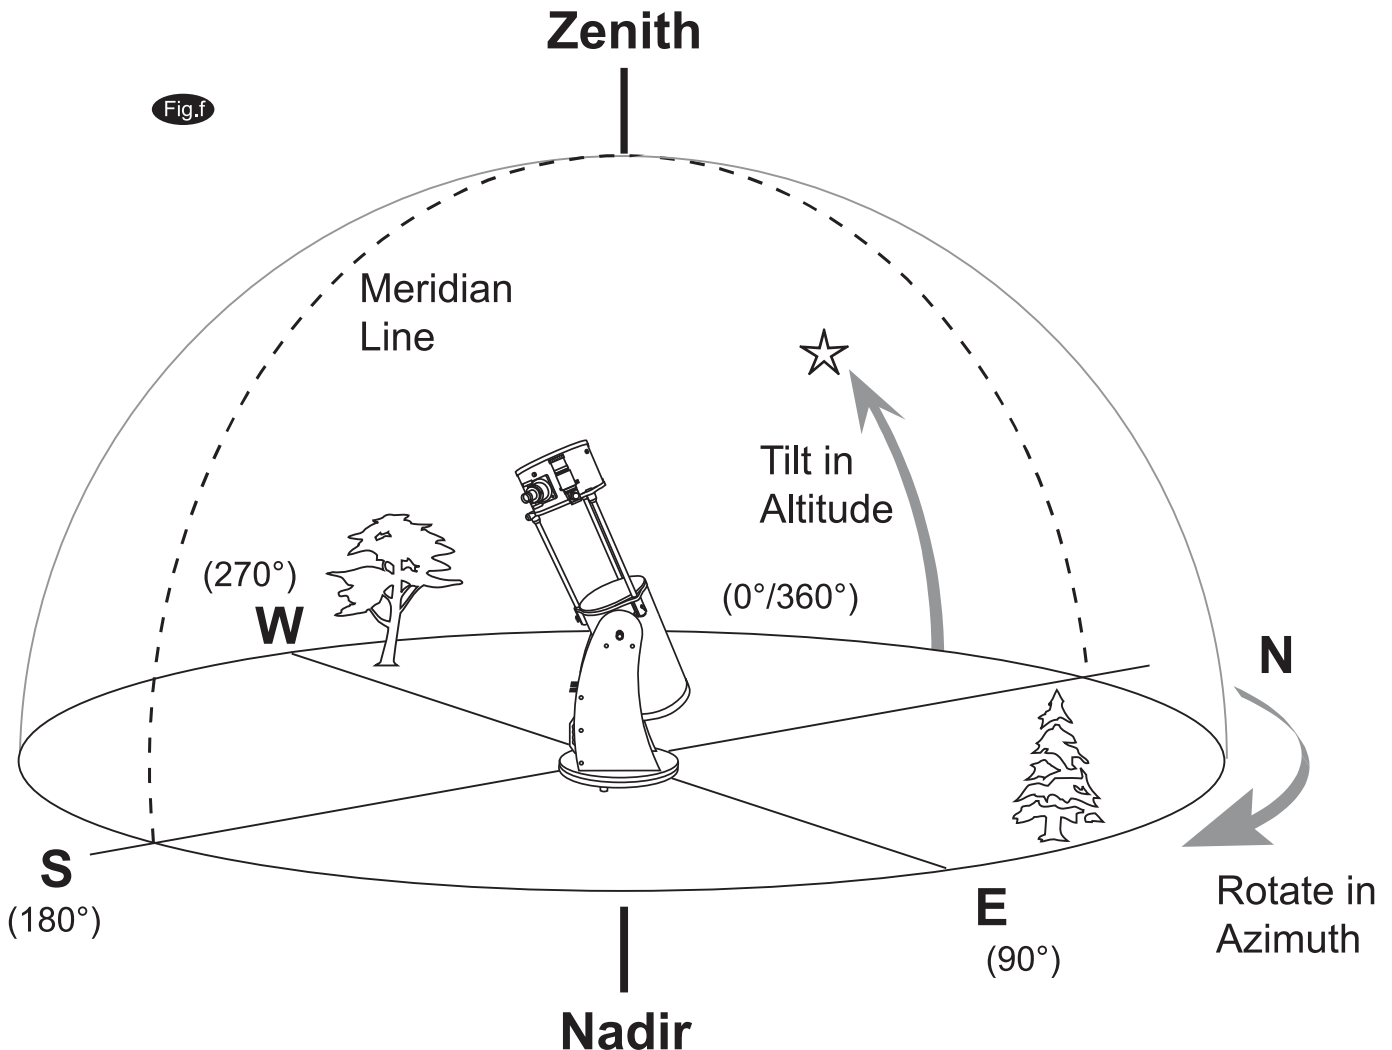 Zenith
Fig.f
Meridian
Line
Tilt in
Altitude
(270°)
(0°/360°)
W
N
S
(180°)
E
(90°)
Rotate in
Azimuth
Nadir